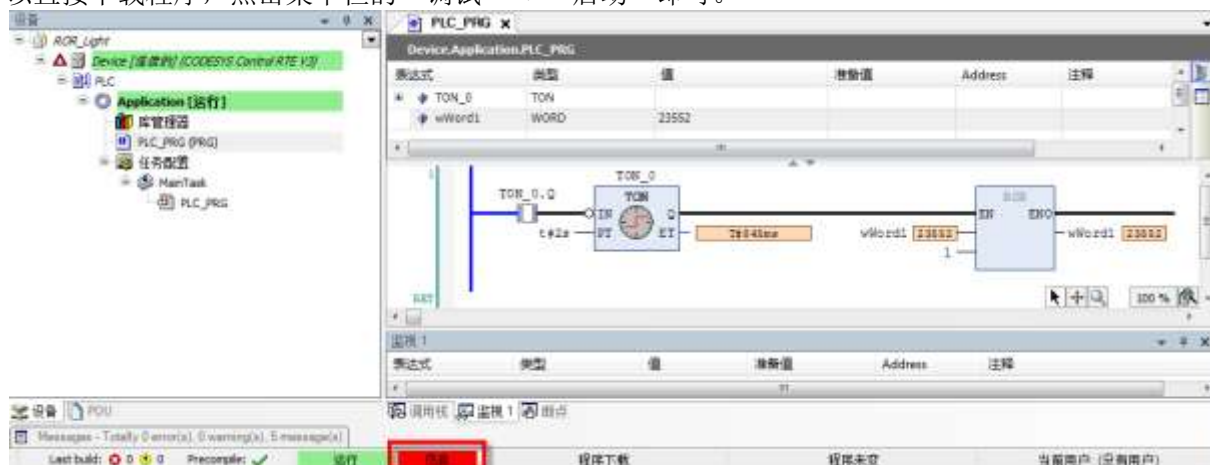 以直接下载程序，点击菜单栏的“调试”-“启动”即可。
设备
PLC_PRG
ROR_Light
Device.Application.PLC_PRG
Device [连接的] (CODESYS Control RTE V3)
PLC
表达式 类型 值 准备值 Address 注释
Application [运行]
TON_0 TON
库管理器
wWord1 WORD 23552
PLC_PRG (PRG)
任务配置
MainTask
PLC_PRG
1
TON_0
TON_0.Q
TON
IN Q
EN ENO
t#2s PT ET
wWord1 23552
wWord1 23552
1
RET
100 %
监视 1
表达式 类型 值 准备值 Address 注释
设备 POU
调用栈 监视 1 断点
Messages - Totally 0 error(s), 0 warning(s), 5 message(s)
Last build: 0 0 Precompile: 运行
程序下载 程序未变 当前用户: (没有用户)